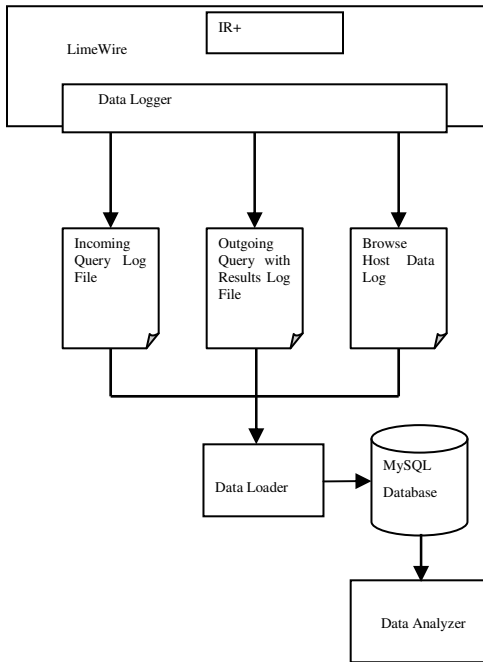 IR+
LimeWire
Data Logger
Incoming
Query Log
File
Outgoing
Query with
Results Log
File
Browse
Host Data
Log
Data Loader
MySQL
Database
Data Analyzer